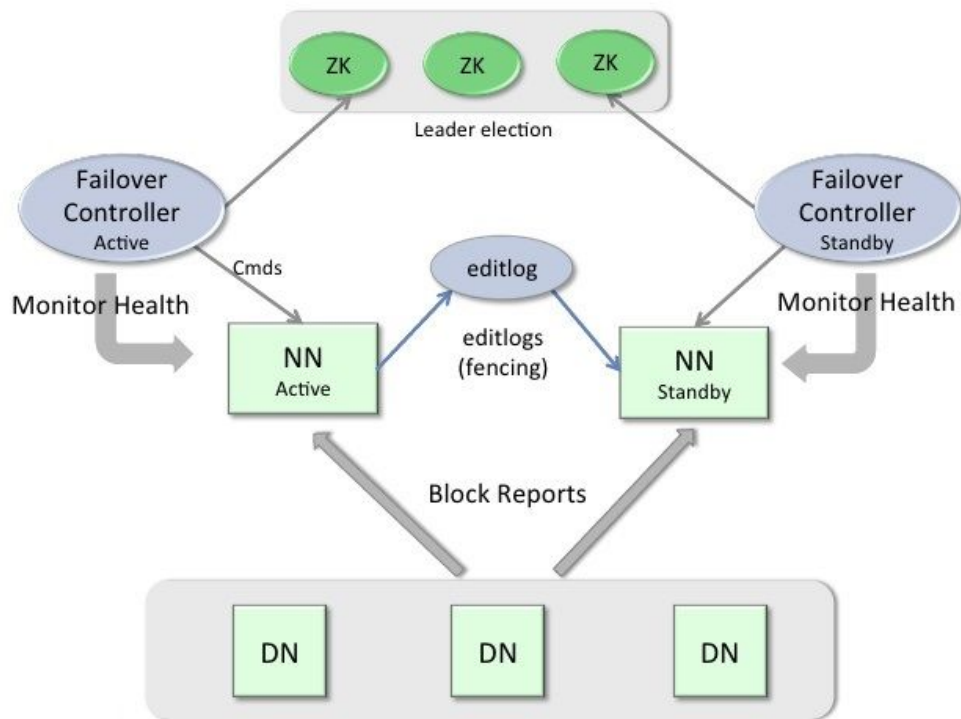 ZK
ZK
ZK
Leader election
Failover
Controller
Active
Failover
Controller
Standby
Cmds
editlog
Monitor Health
Monitor Health
NN
Active
editlogs
(fencing)
NN
Standby
Block Reports
DN
DN
DN